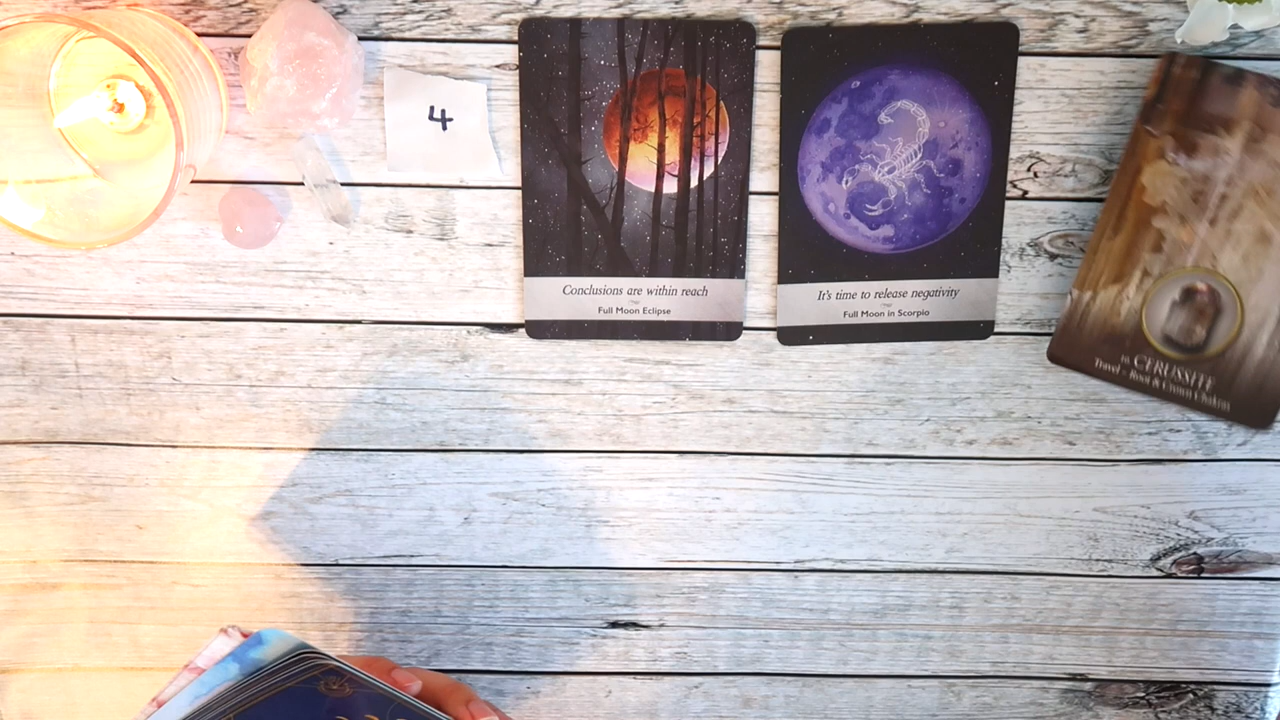 4
Conclusions are within reach
Full Moon Eclipse
It's time to release negativity
Full Moon in Scorpio
10. CERUSSITE
Travel - Root & Crown Chakras